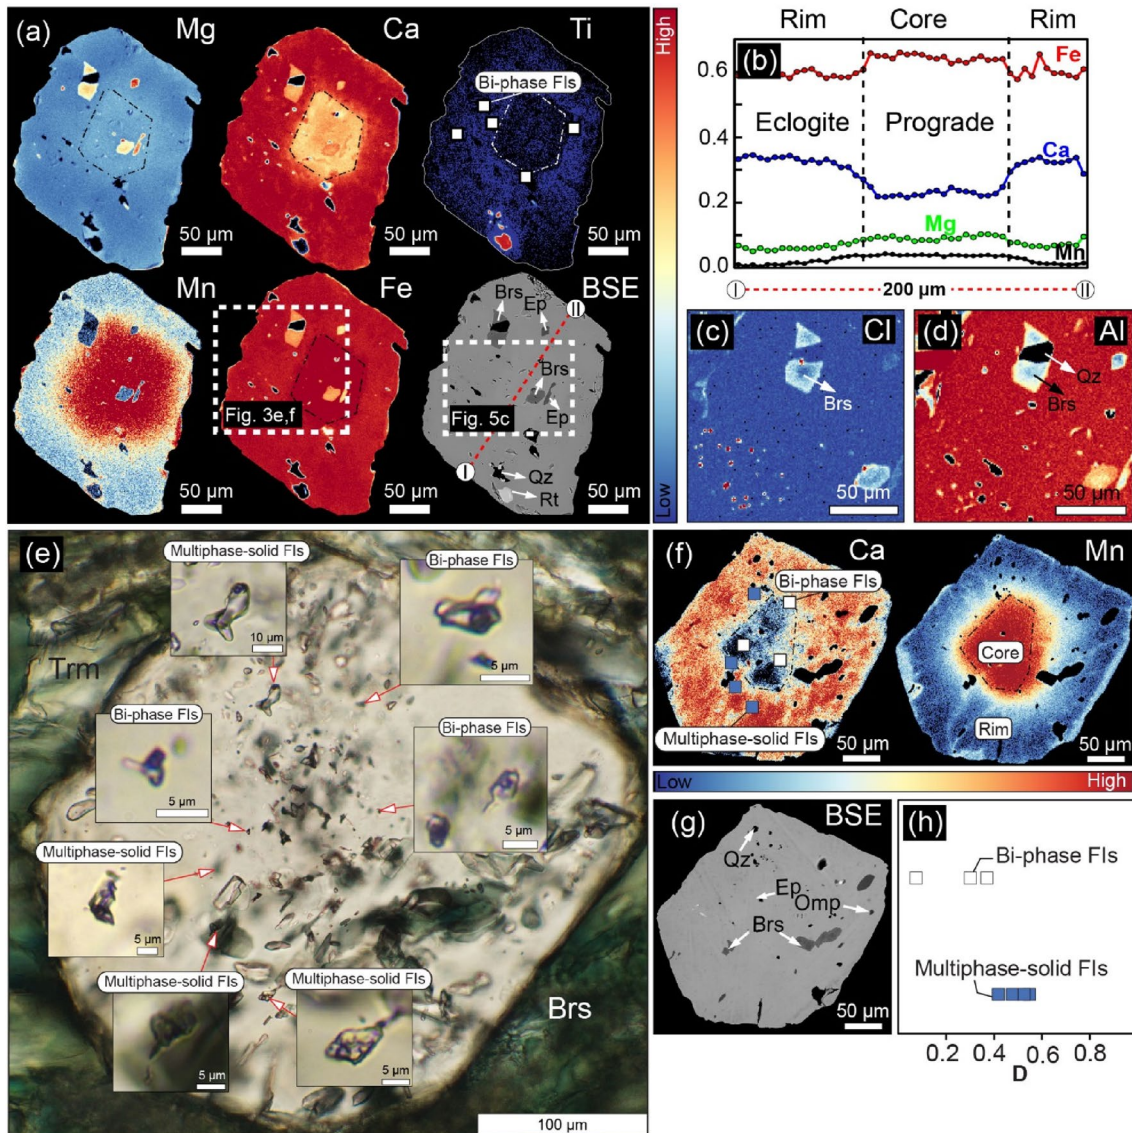 (a)
Mg
Ca
Ti
Bi-phase FIs
50 µm
50 µm
50 µm
Mn
Fe
BSE
Fig. 3e,f
Brs
Ep
II
Brs
Fig. 5c
Ep
I
Qz
Rt
50 µm
50 µm
50 µm
High
Low
Rim
Core
Rim
(b)
Fe
0.6
Eclogite
Prograde
0.4
Ca
0.2
Mg
Mn
0.0
I
200 µm
II
(c)
Cl
Brs
50 µm
(d)
Al
Qz
Brs
50 µm
(e)
Multiphase-solid FIs
10 µm
Bi-phase FIs
5 µm
Trm
Bi-phase FIs
5 µm
Bi-phase FIs
5 µm
Multiphase-solid FIs
5 µm
Multiphase-solid FIs
5 µm
Multiphase-solid FIs
5 µm
Brs
100 µm
(f)
Ca
Mn
Bi-phase FIs
Core
Rim
Multiphase-solid FIs
50 µm
50 µm
Low
High
(g)
BSE
Qz
Ep
Omp
Brs
50 µm
(h)
Bi-phase FIs
Multiphase-solid FIs
0.2
0.4
0.6
0.8
D